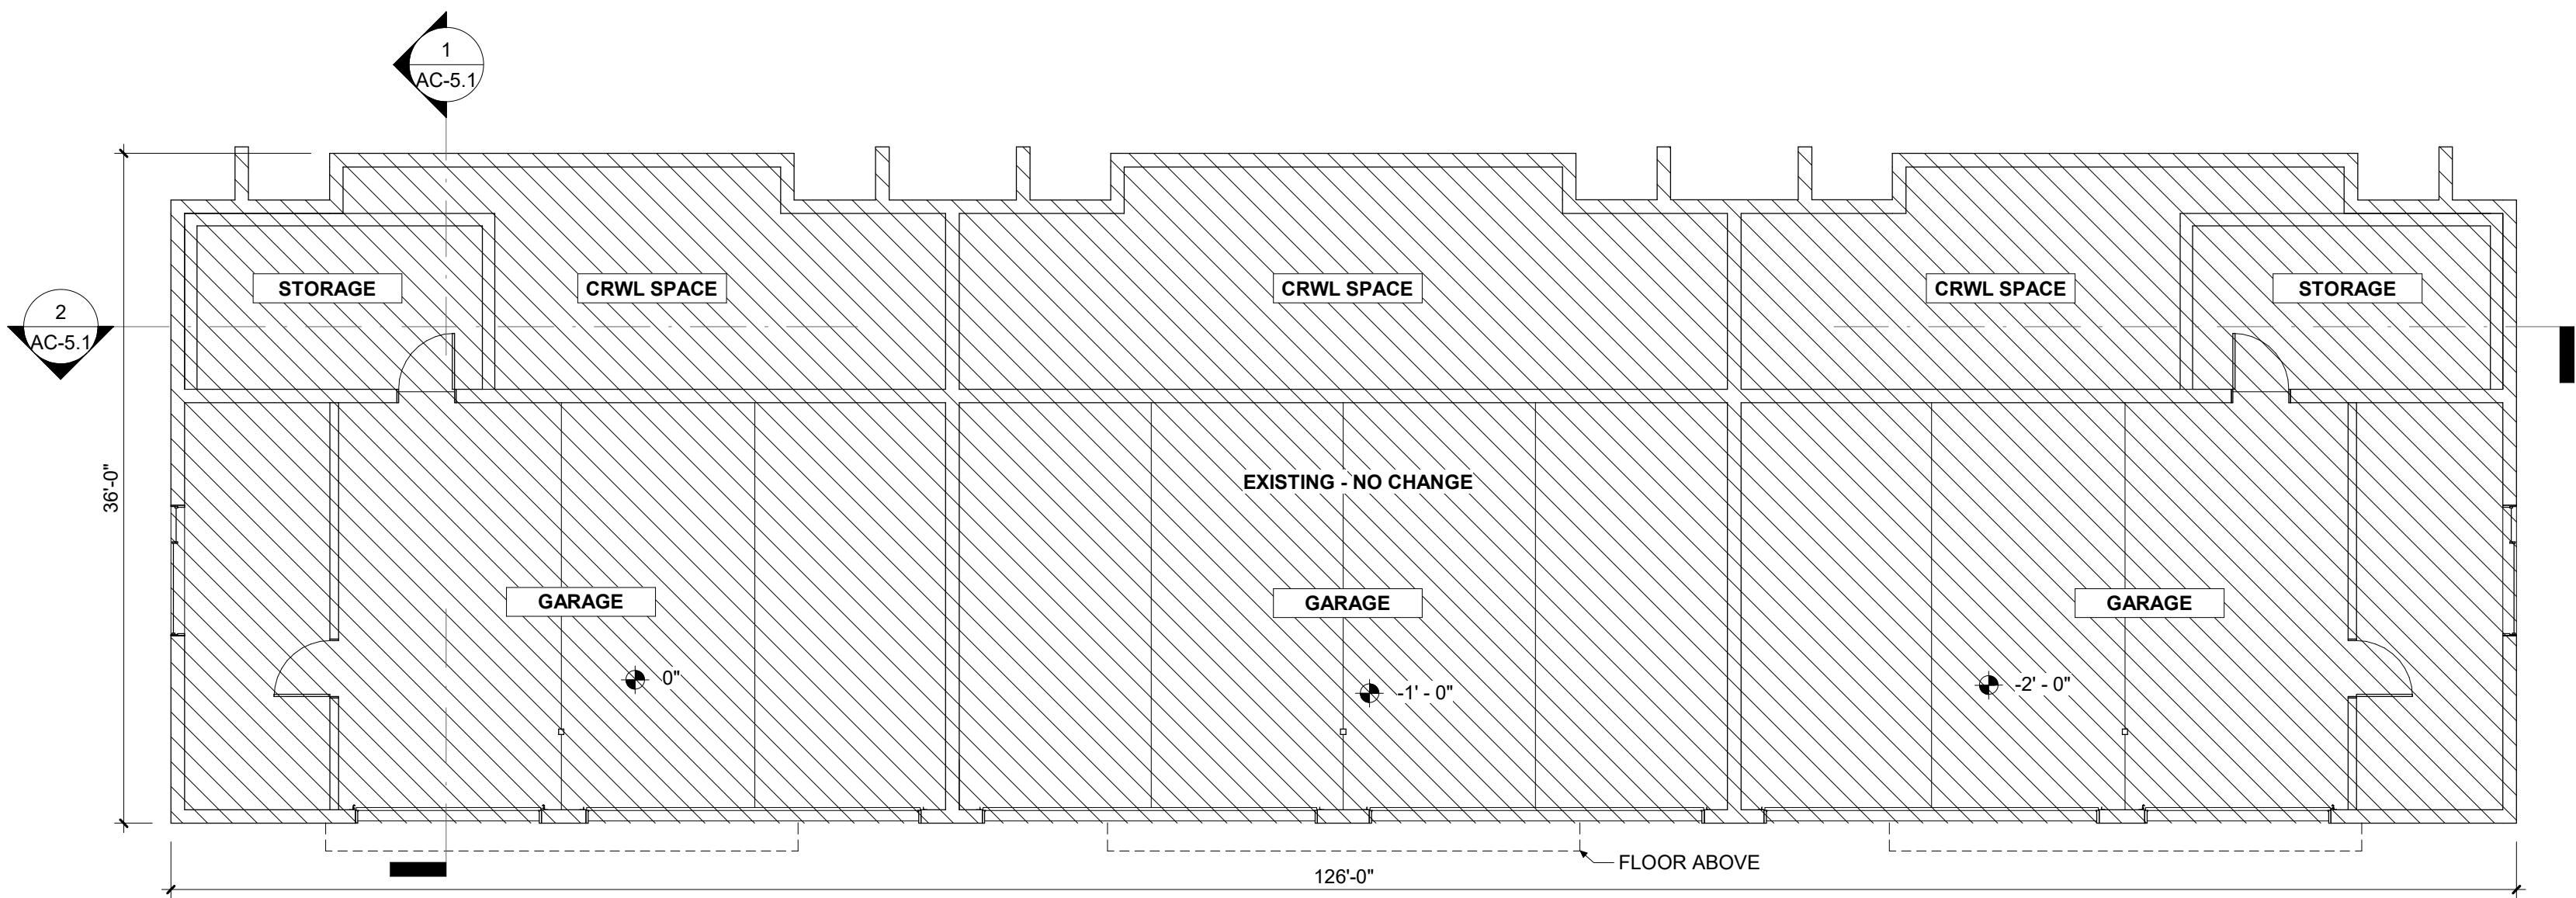 1
AC-5.1
STORAGE
CRWL SPACE
CRWL SPACE
CRWL SPACE
STORAGE
2
AC-5.1
36'-0"
EXISTING - NO CHANGE
GARAGE
GARAGE
GARAGE
0"
-1' - 0"
-2' - 0"
FLOOR ABOVE
126'-0"